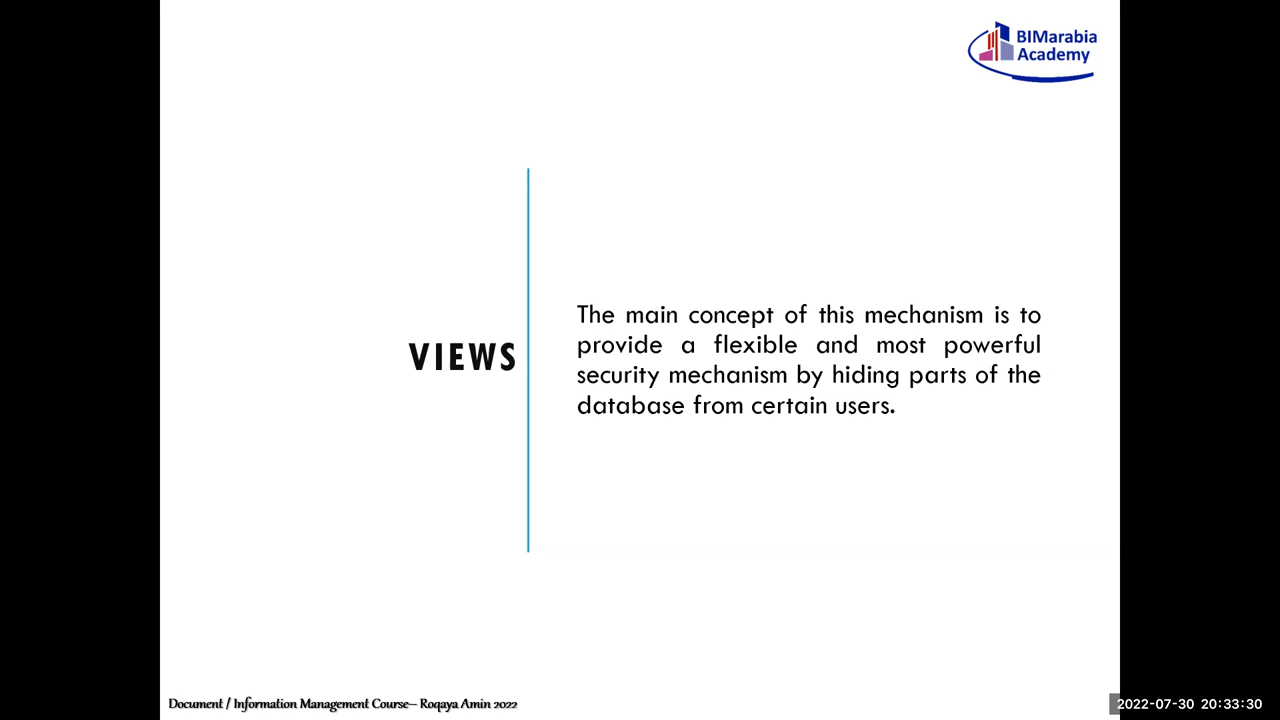 BIMarabia
Academy
VIEWS
The main concept of this mechanism is to
provide a flexible and most powerful
security mechanism by hiding parts of the
database from certain users.
Document / Information Management Course– Roqaya Amin 2022
2022-07-30 20:33:30